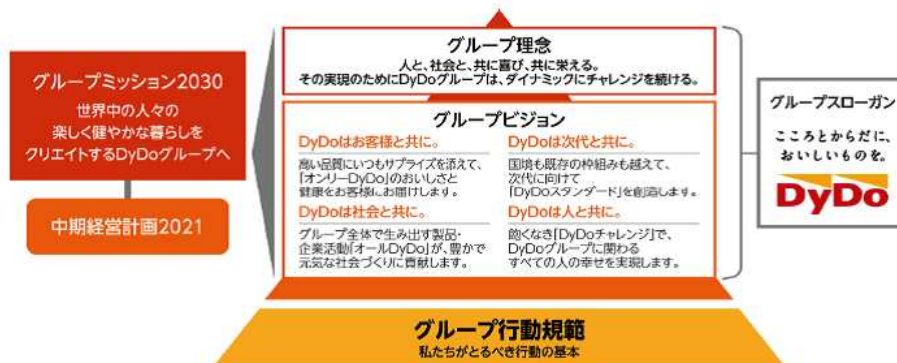 グループミッション2030
世界中の人々の
楽しく健やかな暮らしを
クリエイトするDyDoグループへ
中期経営計画2021
グループ理念
人と、社会と、共に喜び、共に栄える。
その実現のためにDyDoグループは、ダイナミックにチャレンジを続ける。
グループビジョン
DyDoはお客様と共に。
高い品質にいつもサプライズを添えて、
「オンリーDyDo」のおいしさと
健康をお客様にお届けします。
DyDoは次代と共に。
国境も既存の枠組みも越えて、
次代に向けて
「DyDoスタンダード」を創造します。
DyDoは社会と共に。
グループ全体で生み出す製品・
企業活動「オールDyDo」が、豊かで
元気な社会づくりに貢献します。
DyDoは人と共に。
飽くなき「DyDoチャレンジ」で、
DyDoグループに関わる
すべての人の幸せを実現します。
グループ行動規範
私たちがとるべき行動の基本
グループスローガン
こころとからだに、
おいしいものを。
DyDo